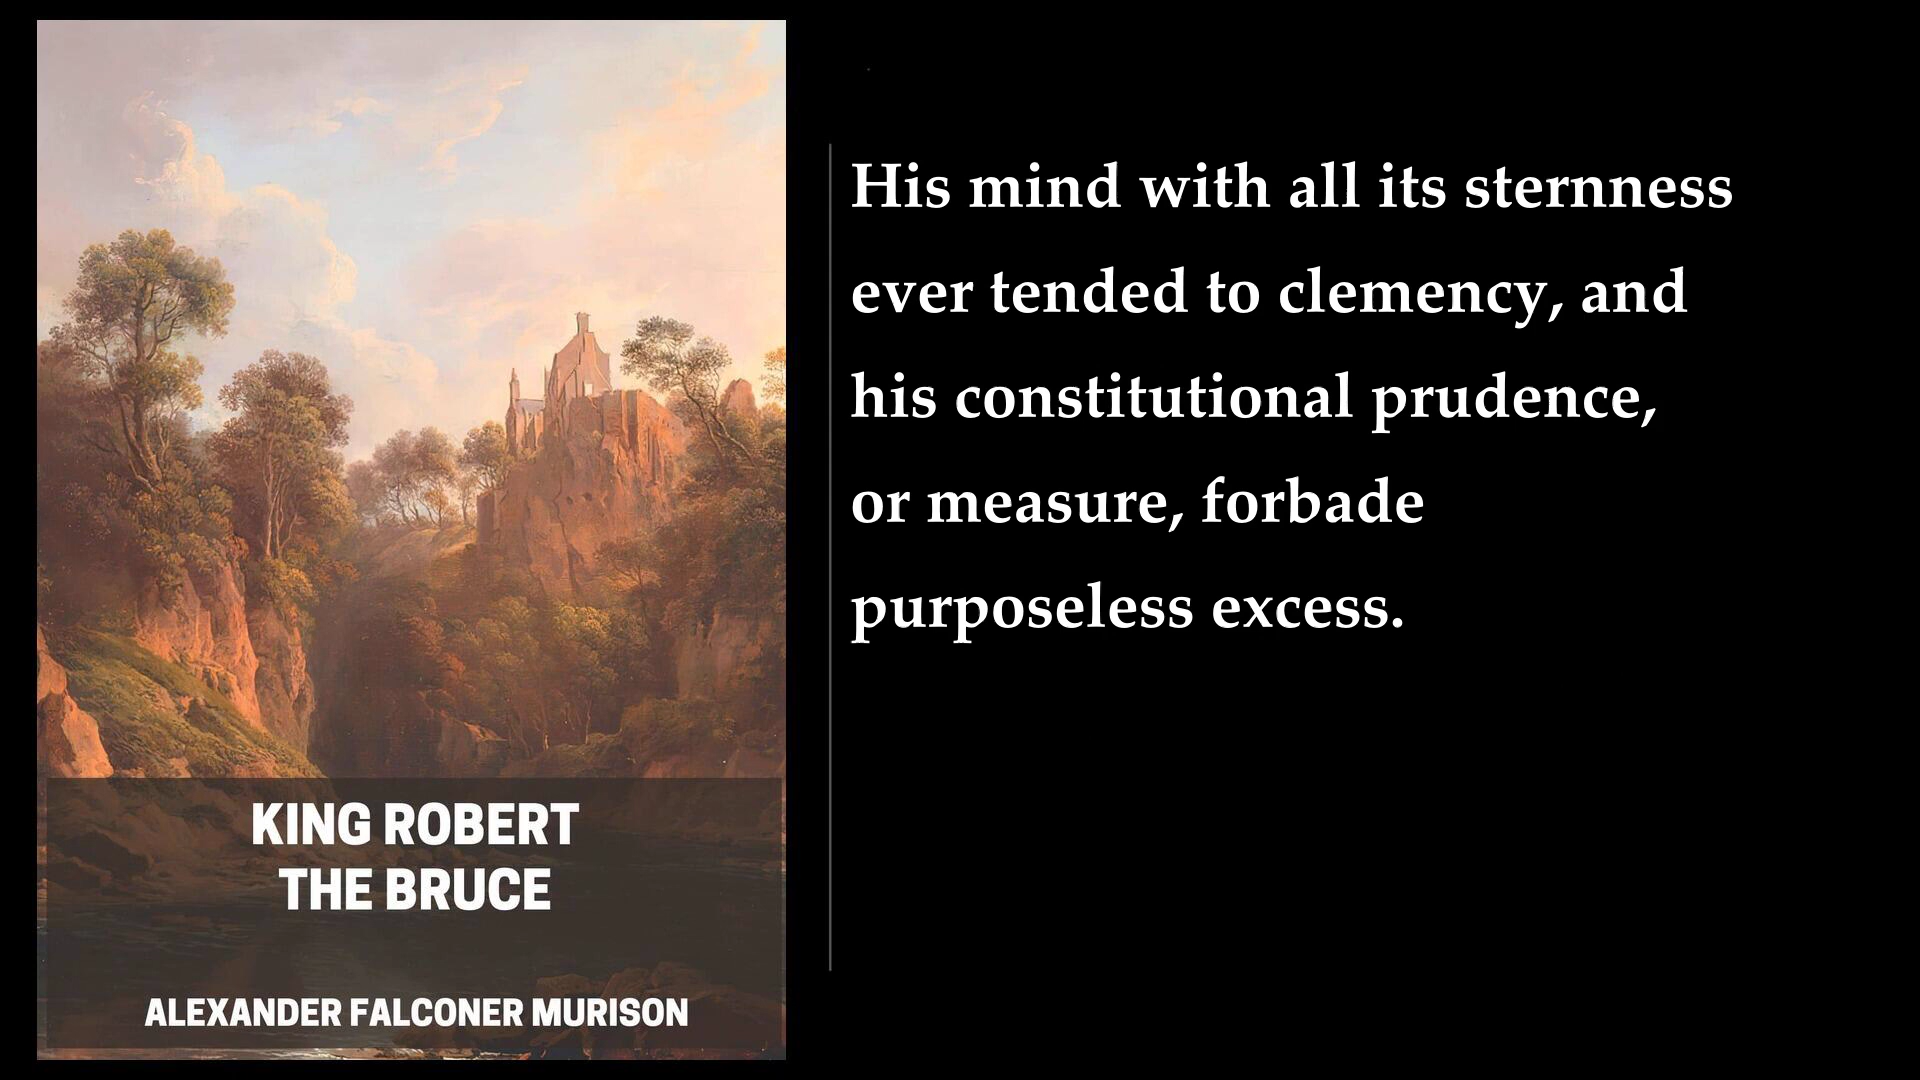 KING ROBERT
THE BRUCE
ALEXANDER FALCONER MURISON
His mind with all its sternness
ever tended to clemency, and
his constitutional prudence,
or measure, forbade
purposeless excess.